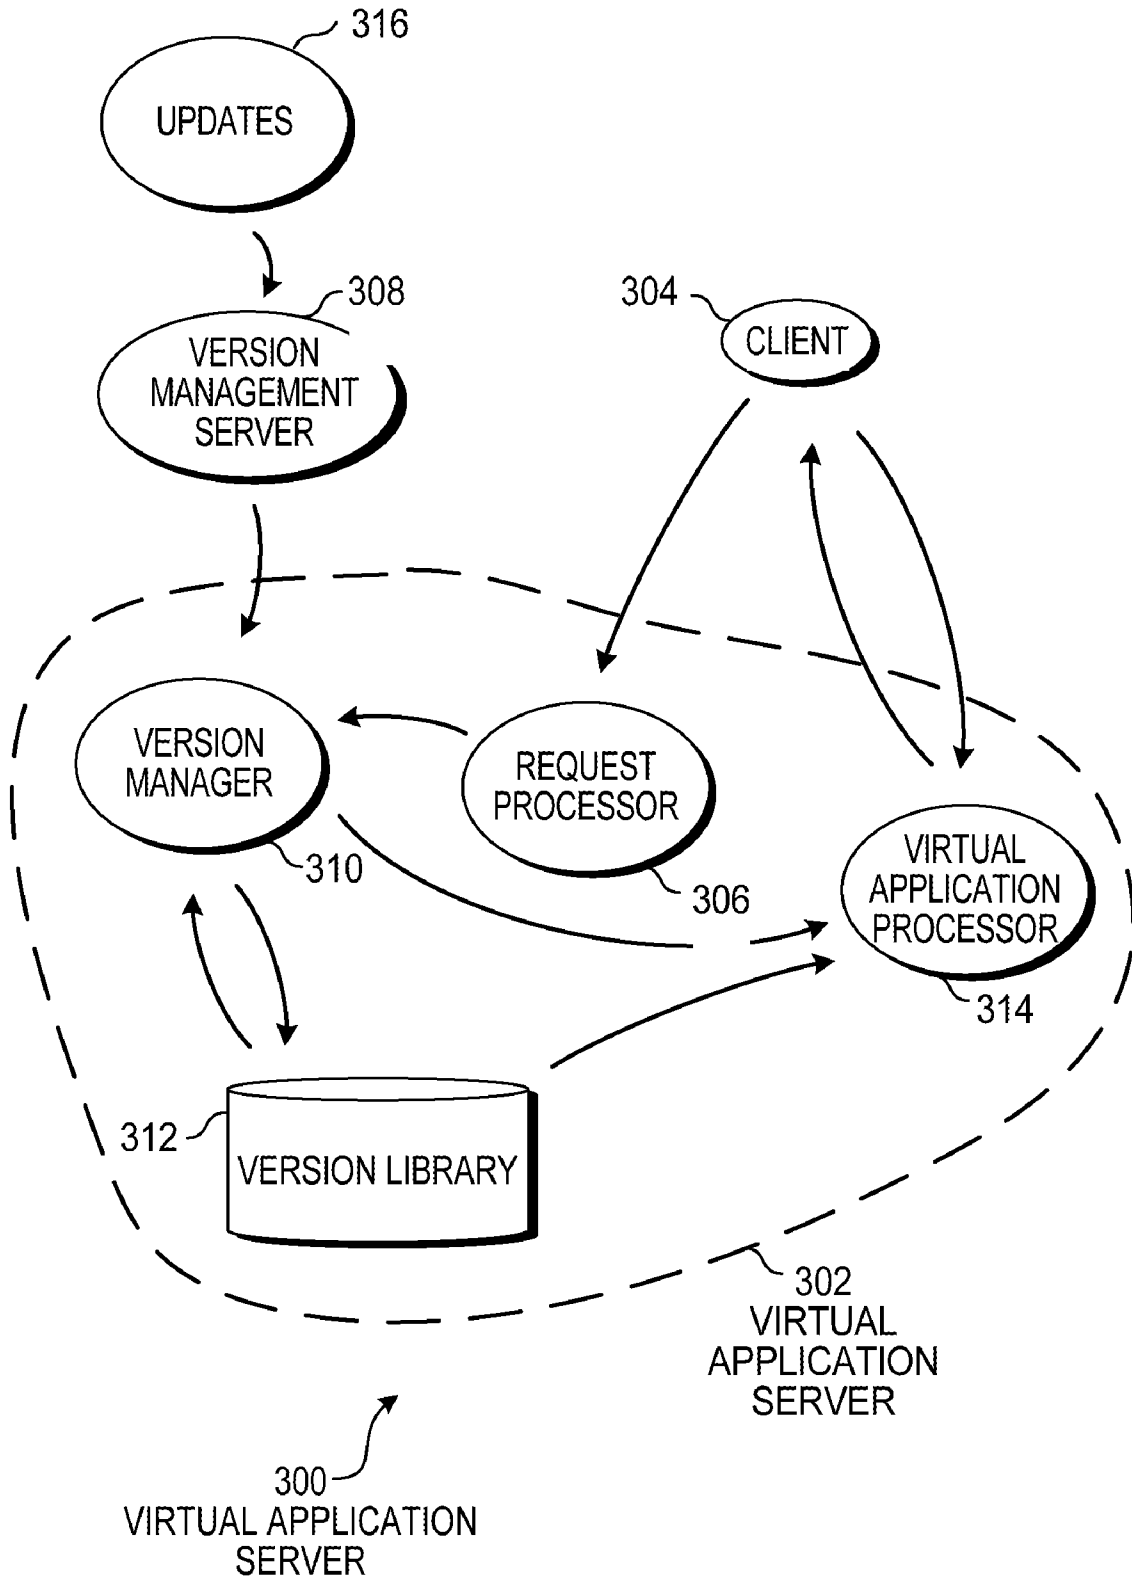 316
UPDATES
308
VERSION
MANAGEMENT
SERVER
304
CLIENT
VERSION
MANAGER
310
REQUEST
PROCESSOR
306
VIRTUAL
APPLICATION
PROCESSOR
314
312
VERSION LIBRARY
302
VIRTUAL
APPLICATION
SERVER
300
VIRTUAL APPLICATION
SERVER